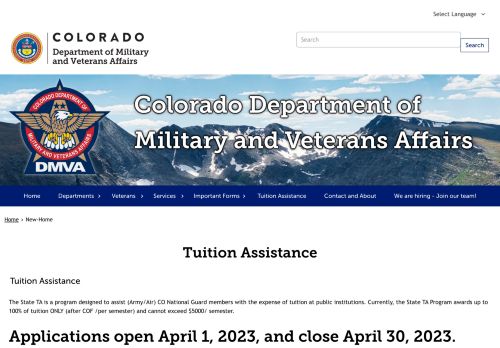 Select Language
COLORADO
Department of Military
and Veterans Affairs
Search
Search
COLORADO DEPARTMENT OF
MILITARY AND VETERANS AFFAIRS
DMVA
Colorado Department of
Military and Veterans Affairs
Home Departments Veterans Services Important Forms Tuition Assistance Contact and About We are hiring - Join our team!
Home › New-Home
Tuition Assistance
Tuition Assistance
The State TA is a program designed to assist (Army/Air) CO National Guard members with the expense of tuition at public institutions. Currently, the State TA Program awards up to
100% of tuition ONLY (after COF /per semester) and cannot exceed $5000/ semester.
Applications open April 1, 2023, and close April 30, 2023.